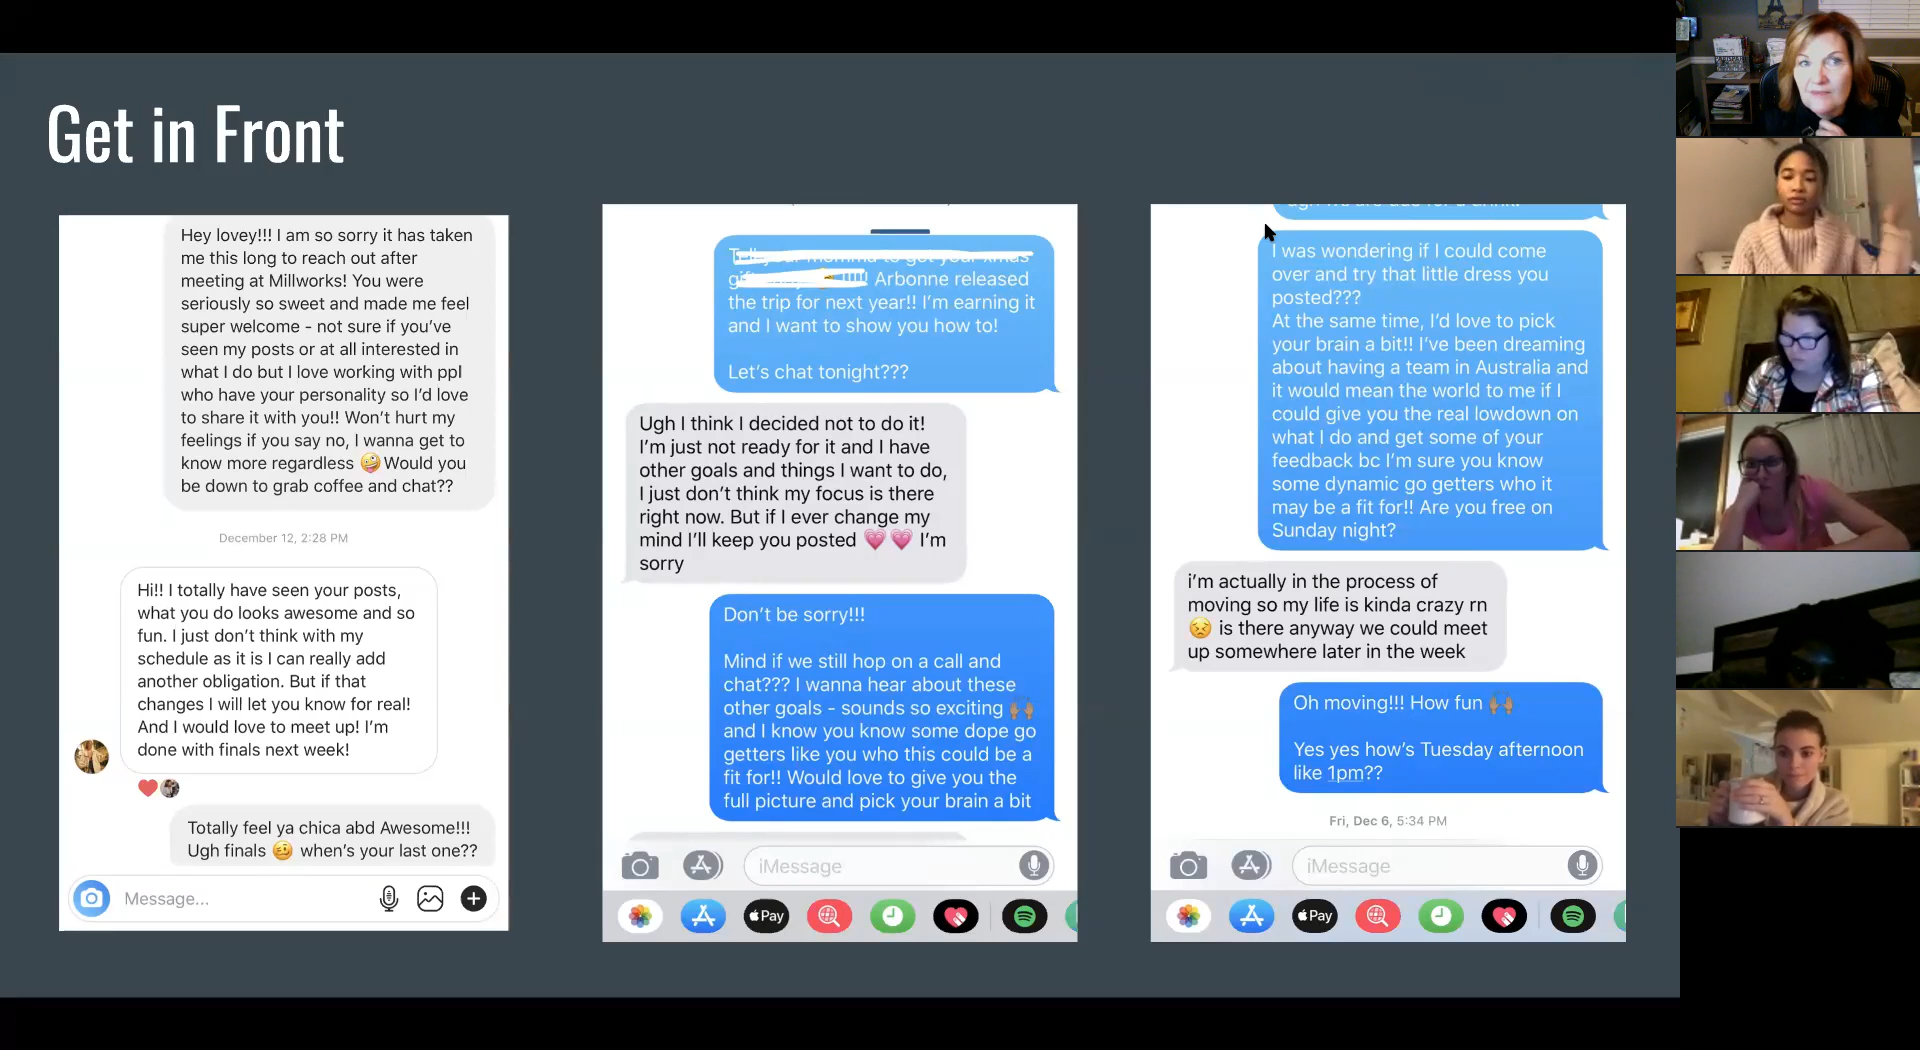 Get in Front
Hey lovey!!! I am so sorry it has taken
me this long to reach out after
meeting at Millworks! You were
seriously so sweet and made me feel
super welcome - not sure if you've
seen my posts or at all interested in
what I do but I love working with ppl
who have your personality so I'd love
to share it with you!! Won't hurt my
feelings if you say no, I wanna get to
know more regardless 🤪 Would you
be down to grab coffee and chat??
December 12, 2:28 PM
Hi!! I totally have seen your posts,
what you do looks awesome and so
fun. I just don't think with my
schedule as it is I can really add
another obligation. But if that
changes I will let you know for real!
And I would love to meet up! I'm
done with finals next week!
Totally feel ya chica abd Awesome!!!
Ugh finals 🥴 when's your last one??
Message...
Arbonne released
the trip for next year!! I'm earning it
and I want to show you how to!
Let's chat tonight???
Ugh I think I decided not to do it!
I'm just not ready for it and I have
other goals and things I want to do,
I just don't think my focus is there
right now. But if I ever change my
mind I'll keep you posted 💗💗 I'm
sorry
Don't be sorry!!!
Mind if we still hop on a call and
chat??? I wanna hear about these
other goals - sounds so exciting 🙌🏽
and I know you know some dope go
getters like you who this could be a
fit for!! Would love to give you the
full picture and pick your brain a bit
iMessage
Pay
I was wondering if I could come
over and try that little dress you
posted???
At the same time, I'd love to pick
your brain a bit!! I've been dreaming
about having a team in Australia and
it would mean the world to me if I
could give you the real lowdown on
what I do and get some of your
feedback bc I'm sure you know
some dynamic go getters who it
may be a fit for!! Are you free on
Sunday night?
i'm actually in the process of
moving so my life is kinda crazy rn
😣 is there anyway we could meet
up somewhere later in the week
Oh moving!!! How fun 🙌🏽
Yes yes how's Tuesday afternoon
like 1pm??
Fri, Dec 6, 5:34 PM
iMessage
Pay